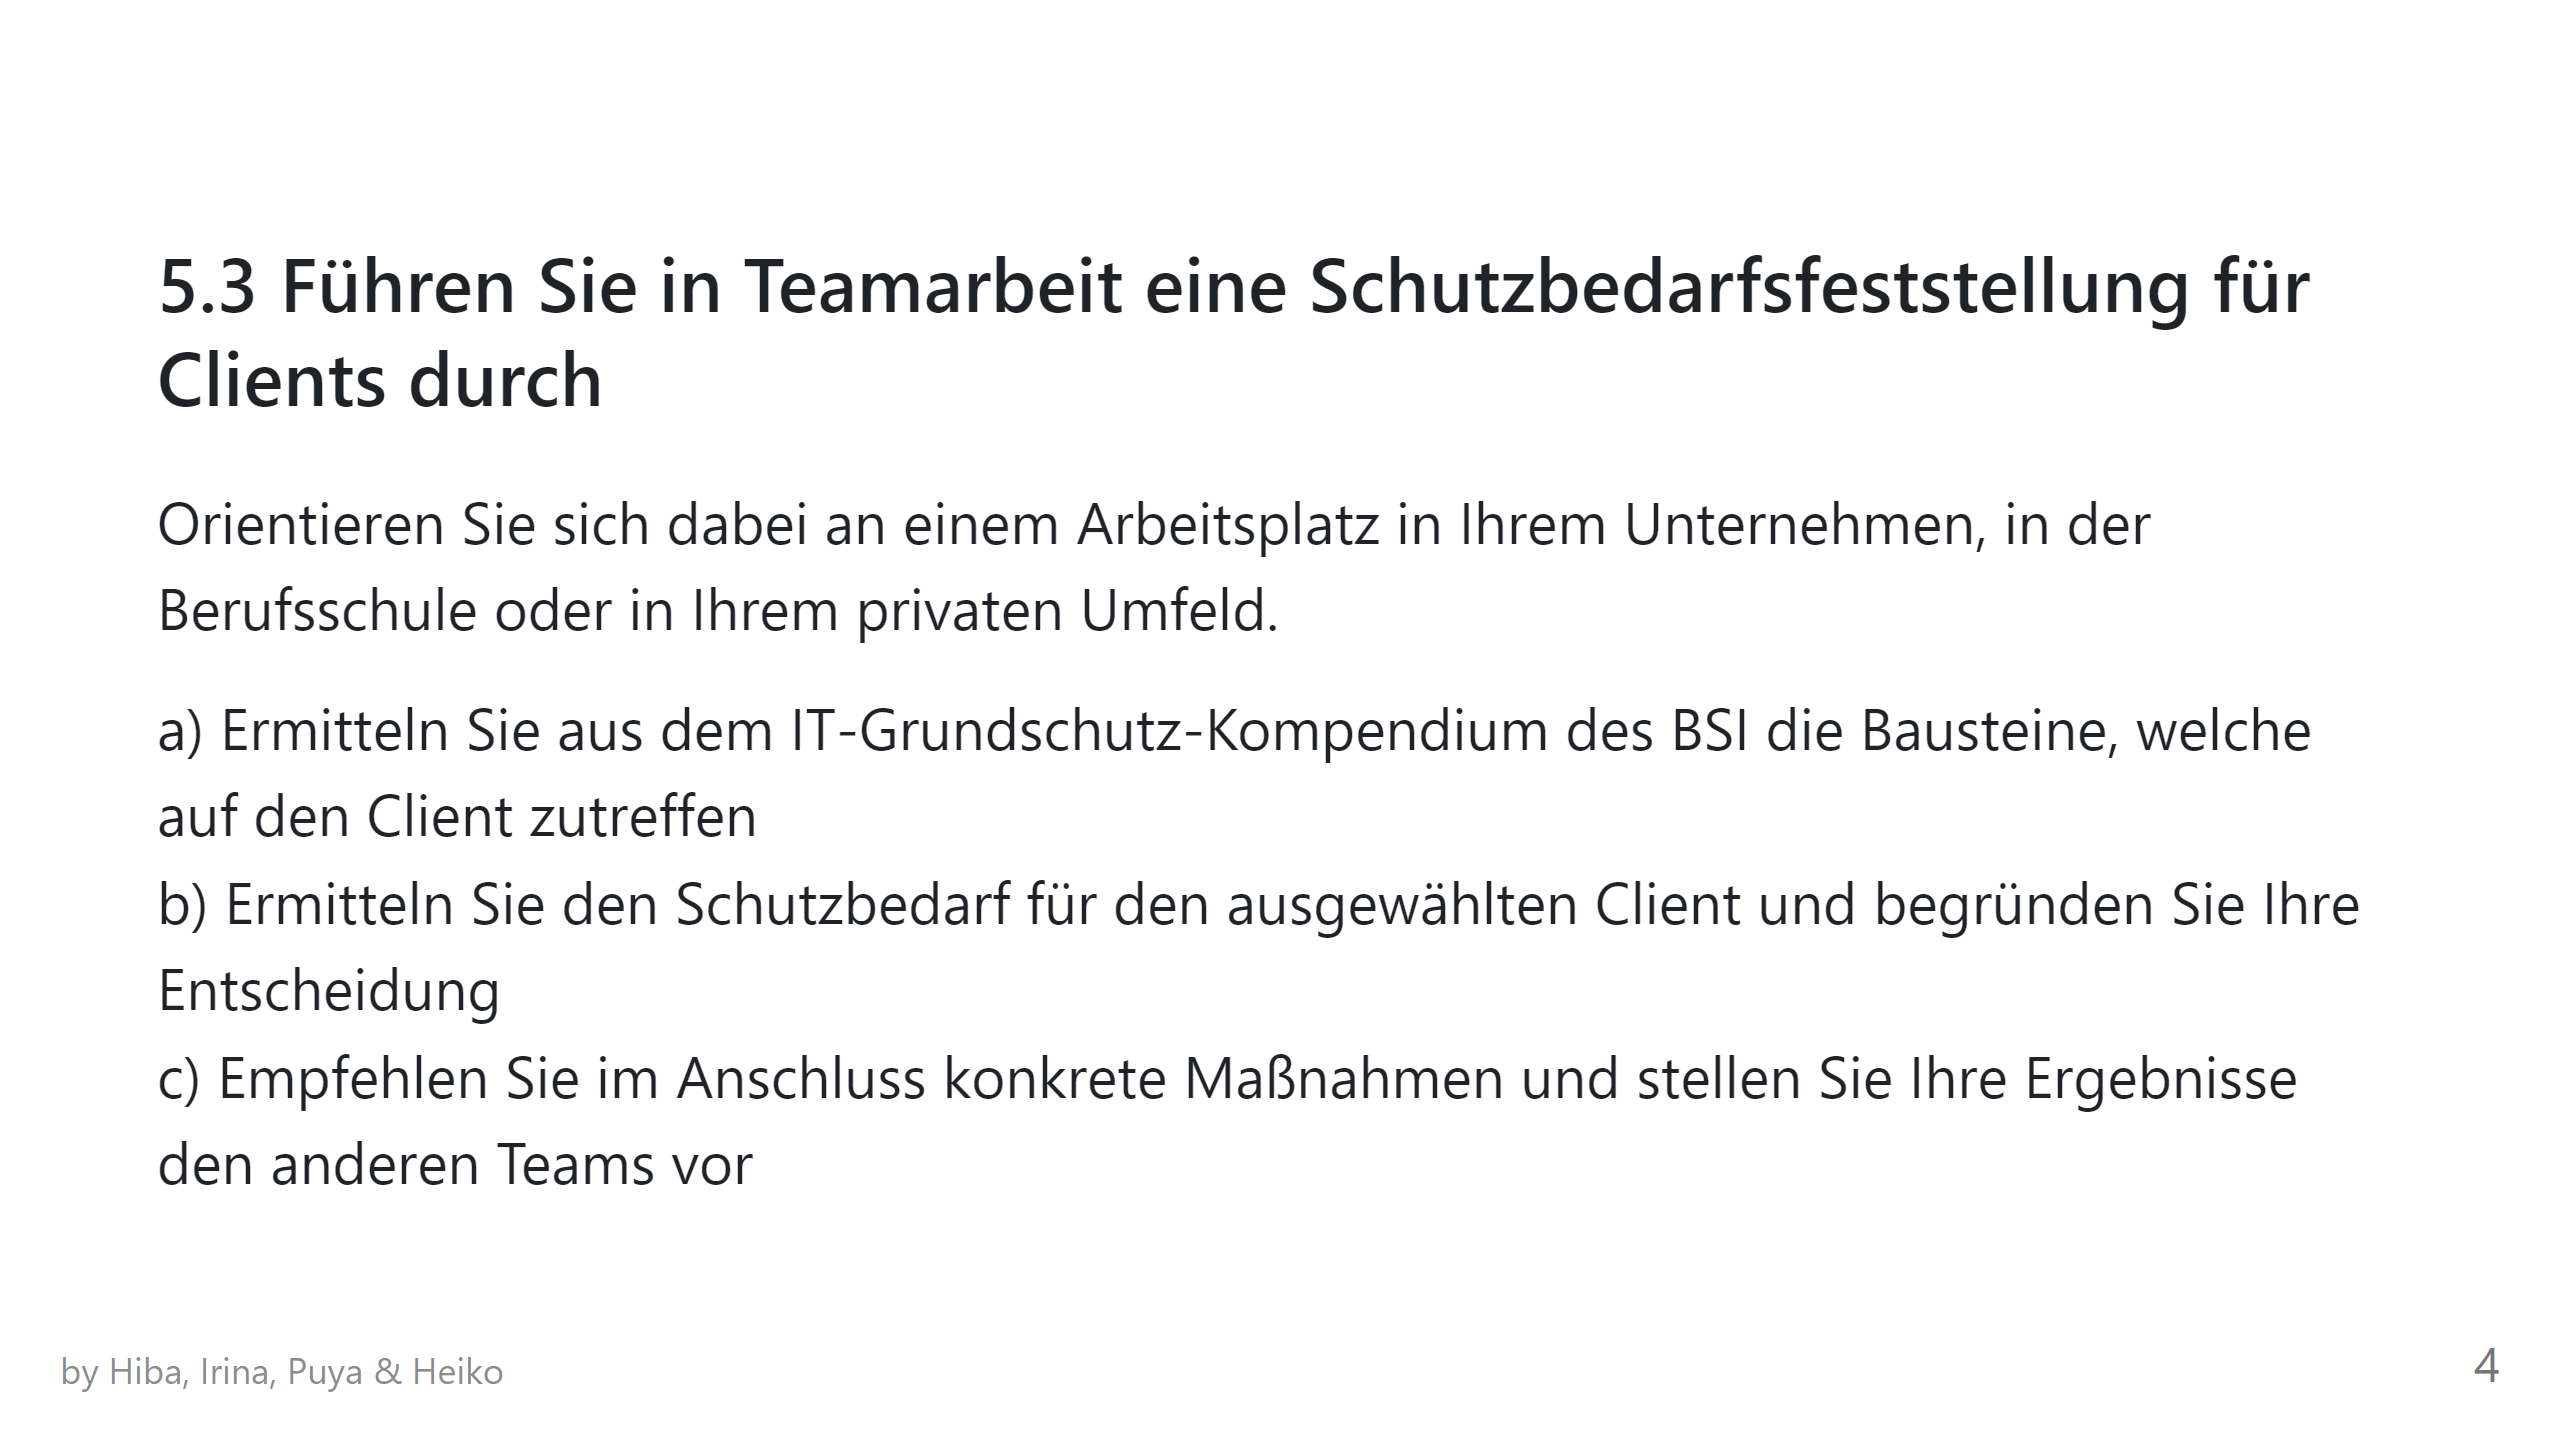 5.3 Führen Sie in Teamarbeit eine Schutzbedarfsfeststellung für
Clients durch
Orientieren Sie sich dabei an einem Arbeitsplatz in Ihrem Unternehmen, in der
Berufsschule oder in Ihrem privaten Umfeld.
a) Ermitteln Sie aus dem IT-Grundschutz-Kompendium des BSI die Bausteine, welche
auf den Client zutreffen
b) Ermitteln Sie den Schutzbedarf für den ausgewählten Client und begründen Sie Ihre
Entscheidung
c) Empfehlen Sie im Anschluss konkrete Maßnahmen und stellen Sie Ihre Ergebnisse
den anderen Teams vor
by Hiba, Irina, Puya & Heiko
4